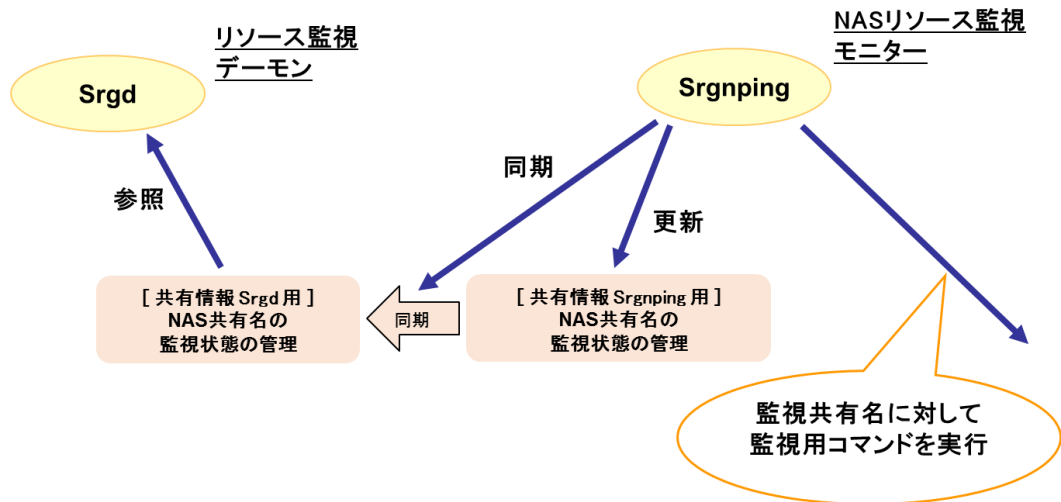 リソース監視
デーモン
Srgd
NASリソース監視
モニター
Srgnping
参照
同期
更新
[ 共有情報 Srgd 用 ]
NAS共有名の
監視状態の管理
同期
[ 共有情報 Srgnping 用 ]
NAS共有名の
監視状態の管理
監視共有名に対して
監視用コマンドを実行